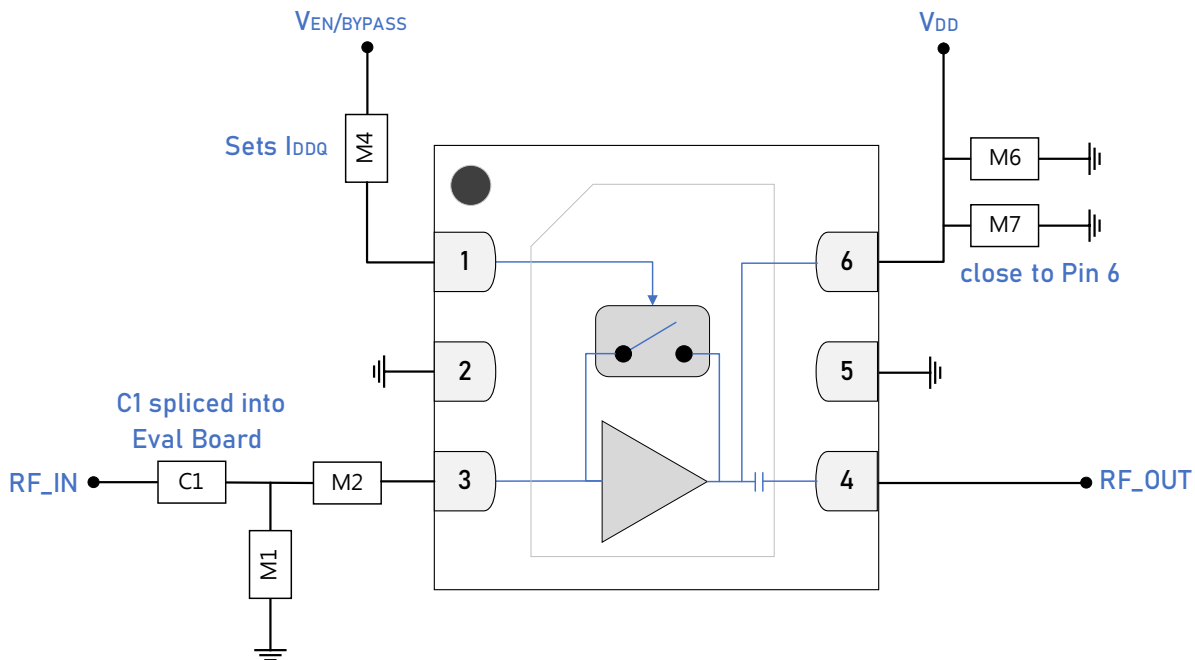 VEN/BYPASS
VDD
Sets IDDQ
M4
M6
M7
close to Pin 6
1
6
2
5
C1 spliced into
Eval Board
RF_IN
C1
M2
3
4
RF_OUT
M1